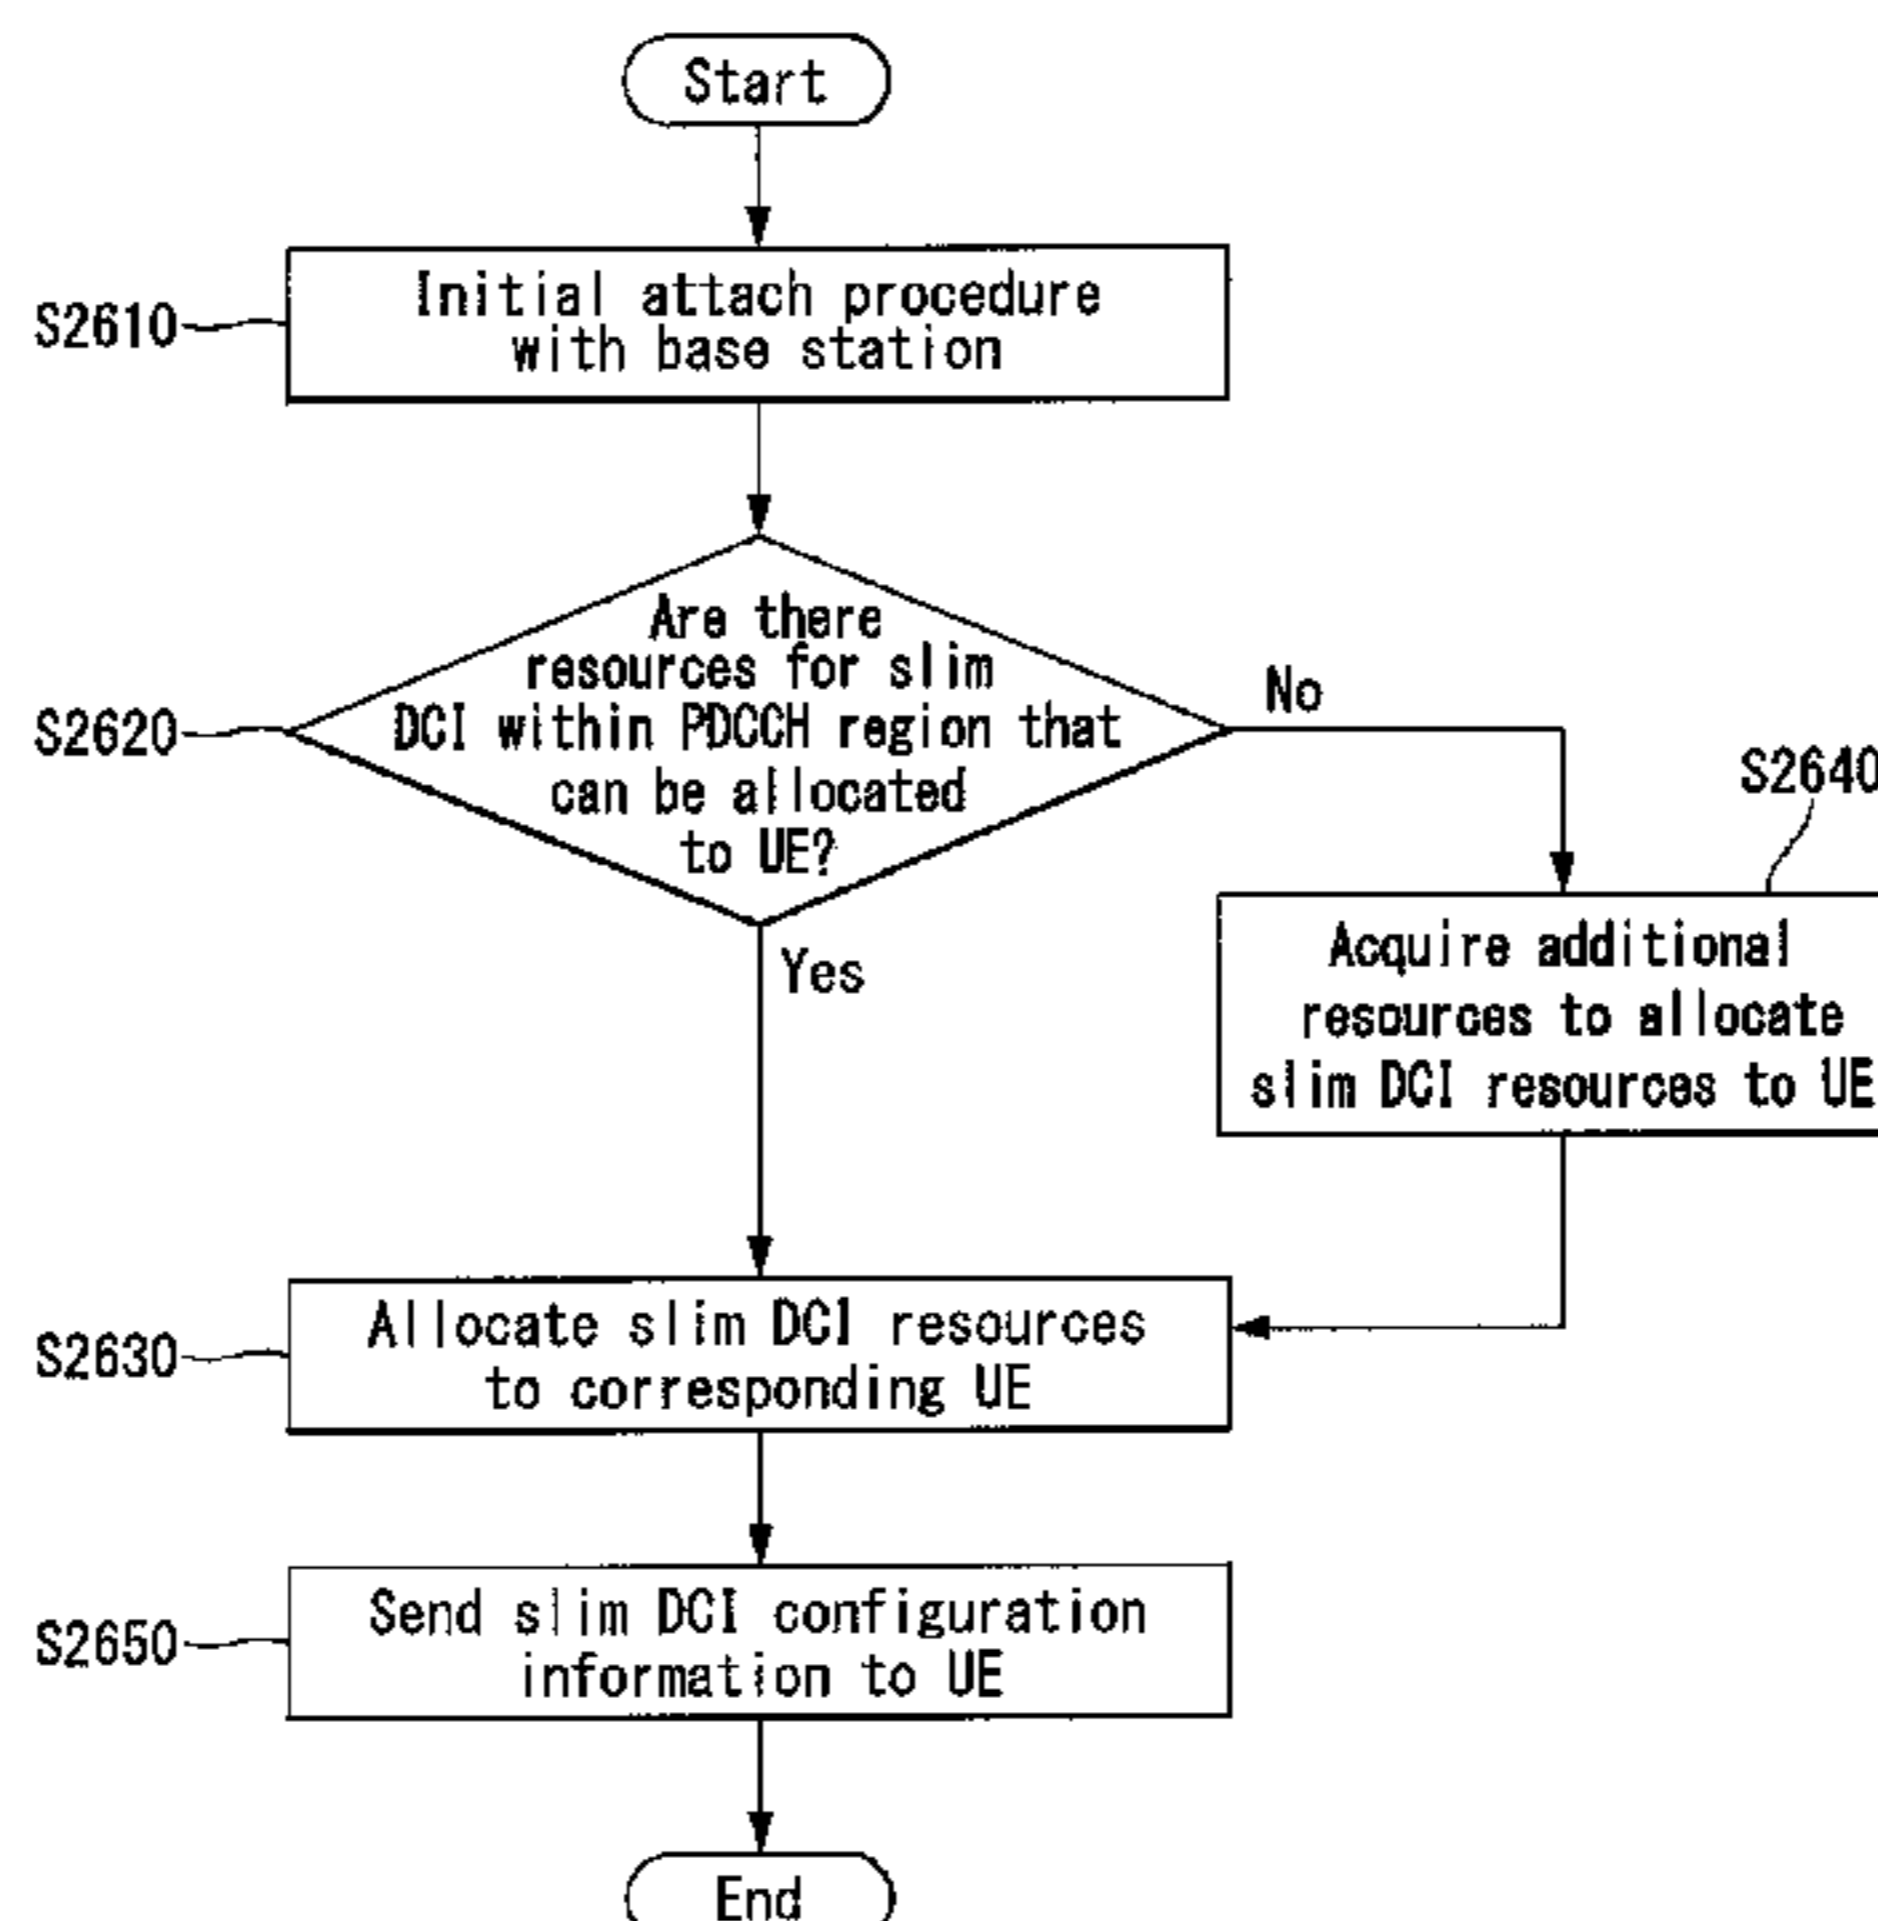 Start
S2610
Initial attach procedure
with base station
S2620
Are there
resources for slim
DCI within PDCCH region that
can be allocated
to UE?
No
Yes
S2640
Acquire additional
resources to allocate
slim DCI resources to UE
S2630
Allocate slim DCI resources
to corresponding UE
S2650
Send slim DCI configuration
information to UE
End